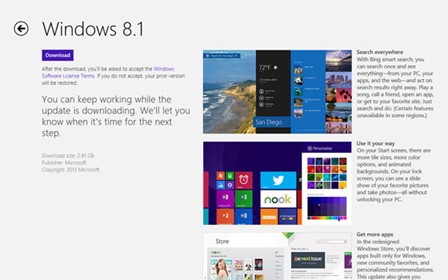 Windows 8.1
Download
After the download, you'll be asked to accept the Windows
Software License Terms. If you do not accept, your prior version
will be restored.
You can keep working while the
update is downloading. We'll let you
know when it's time for the next
step.
Download size: 2.81 GB
Publisher: Microsoft
Copyright: 2013 Microsoft
Search everywhere
With Bing smart search, you
can search once and see
everything—from your PC, your
apps, and the web—and act on
search results right away. Play a
song, call a friend, open an app,
or get to your favorite site. Just
search and do. (Certain features
unavailable in some regions.)
72°
San Diego
Use it your way
On your Start screen, there are
more tile sizes, more color
options, and animated
backgrounds. On your lock
screen, you can see a slide
show of your favorite pictures
and take photos—all without
unlocking your PC.
Personalize
nook
Get more apps
In the redesigned
Windows Store, you'll discover
apps built only for Windows,
new community favorites, and
personalized recommendations.
This update also gives you
Store
next issue